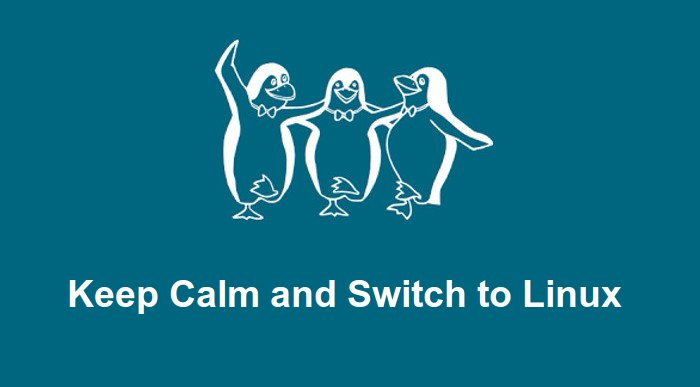 Keep Calm and Switch to Linux